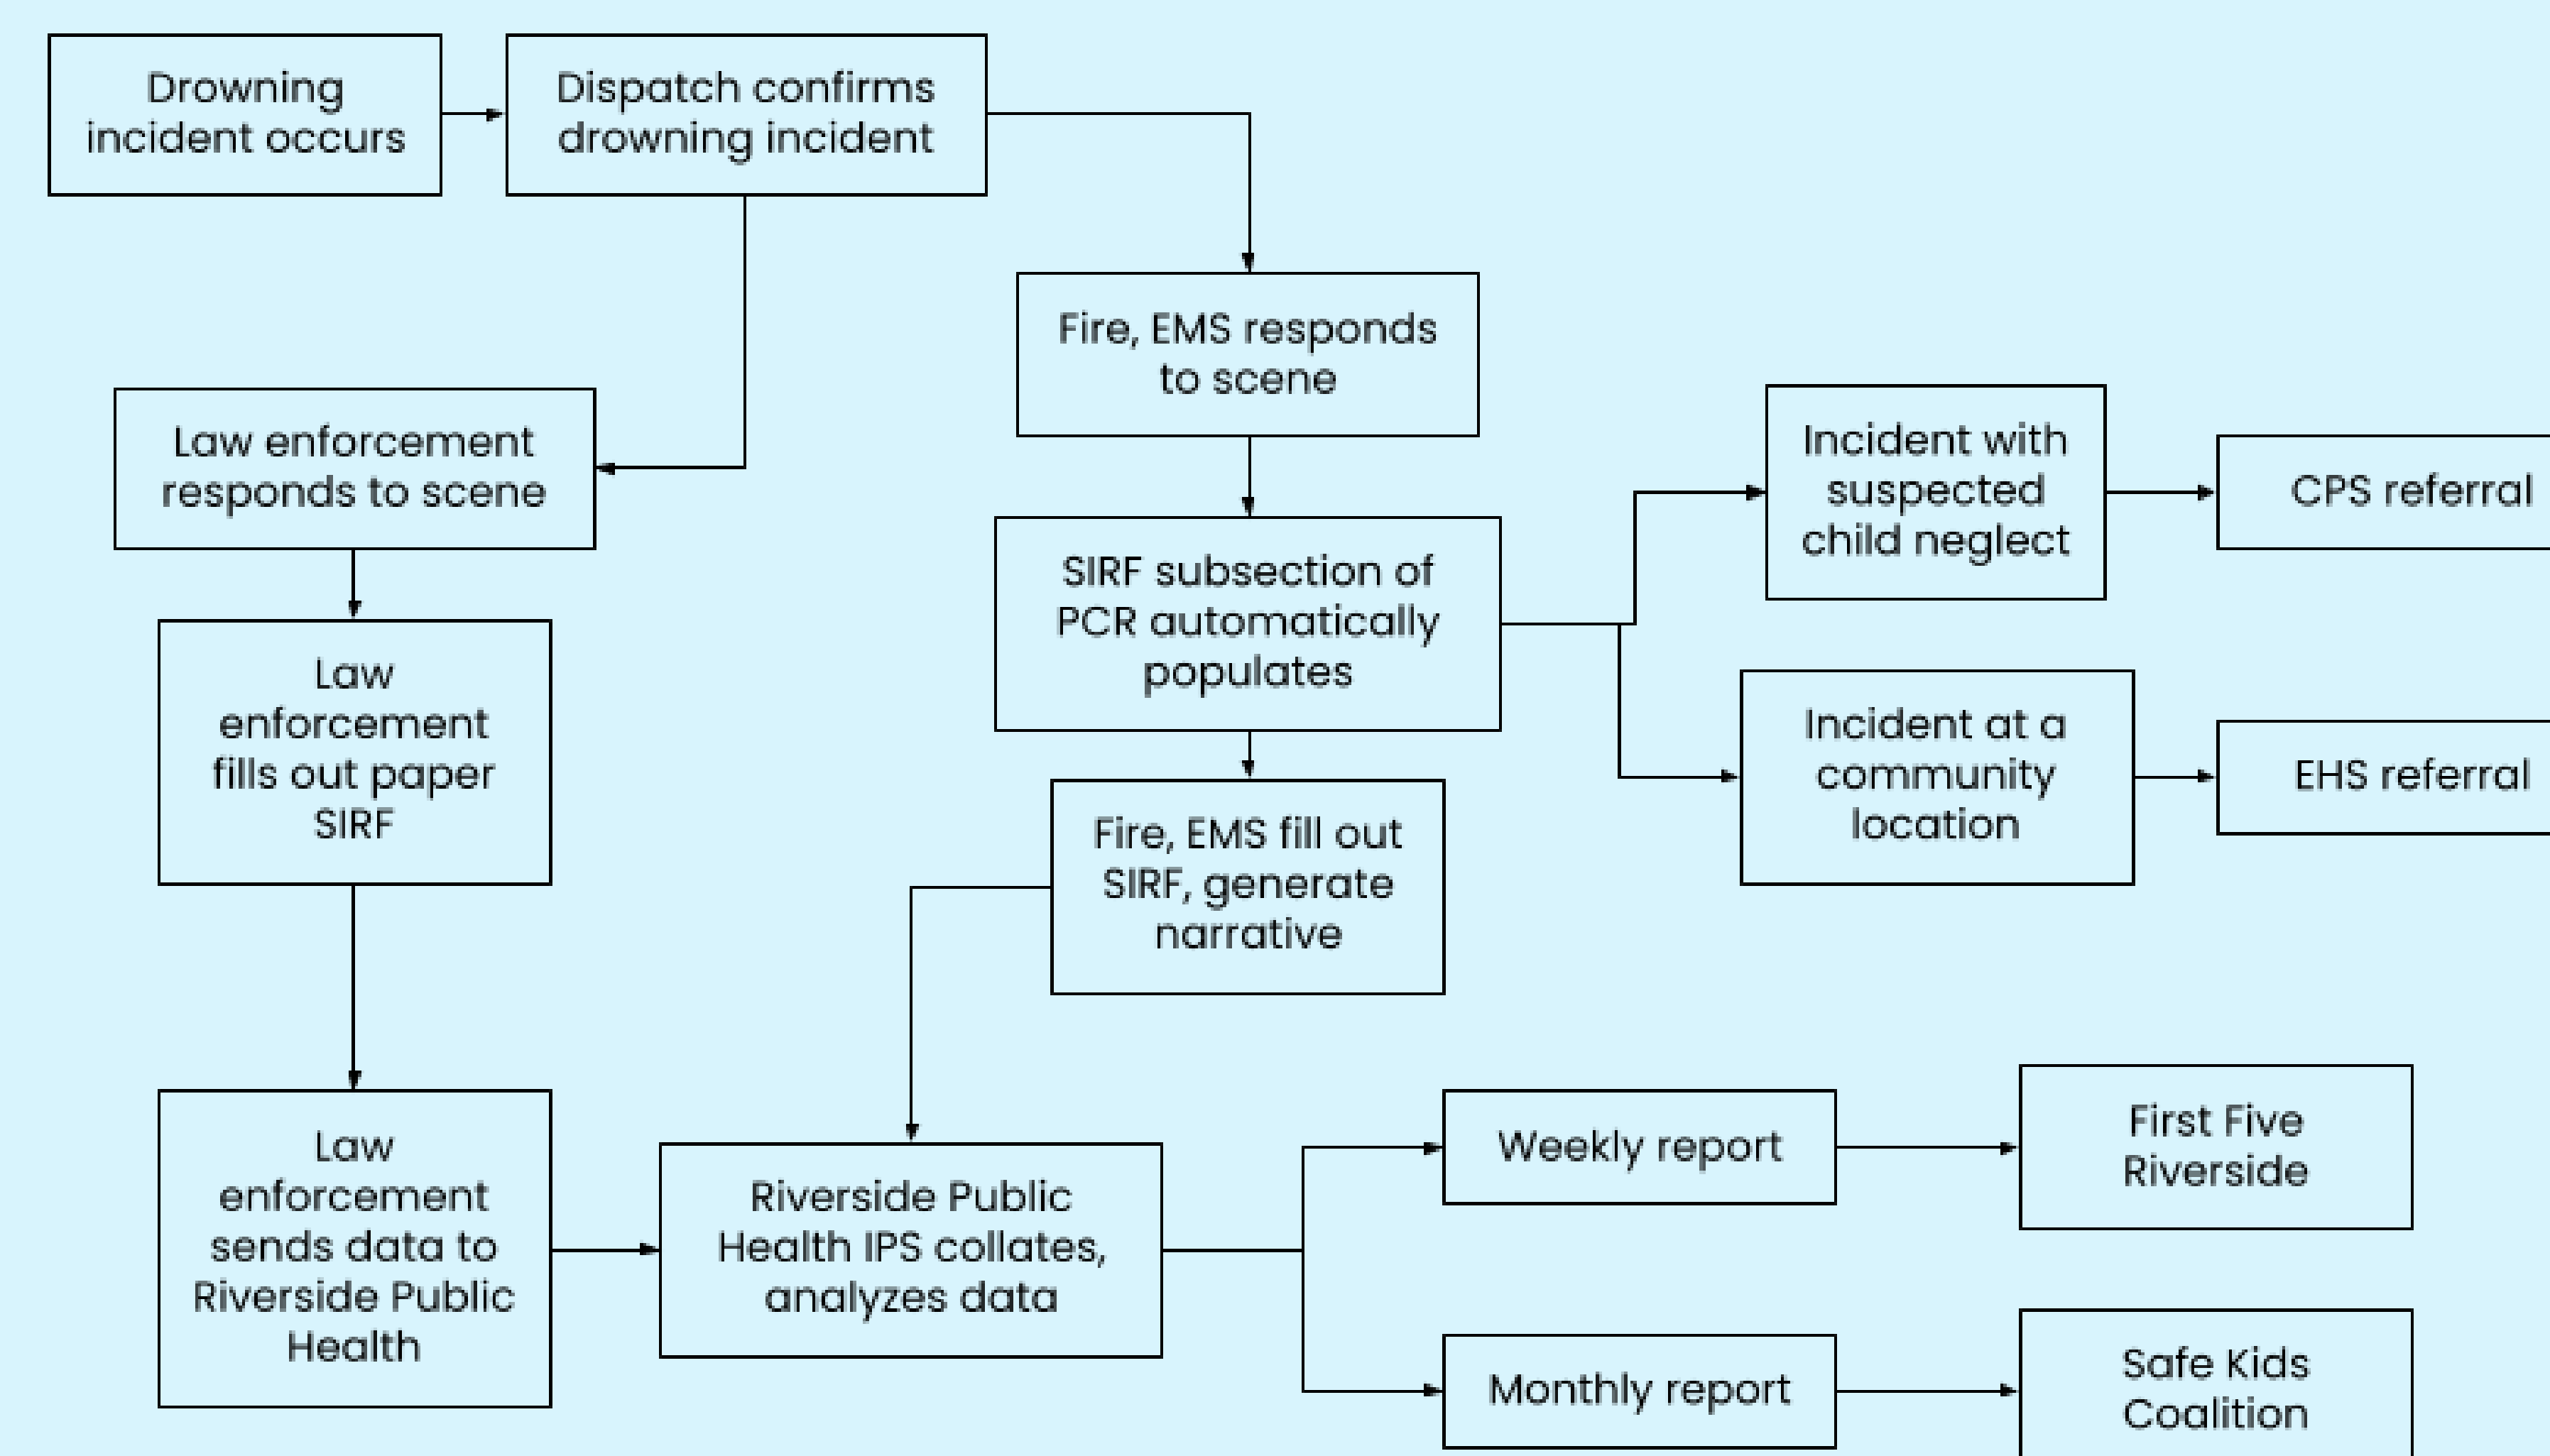 Drowning
incident occurs
Dispatch confirms
drowning incident
Fire, EMS responds
to scene
Law enforcement
responds to scene
Incident with
suspected
child neglect
CPS referral
SIRF subsection of
PCR automatically
populates
Law
enforcement
fills out paper
SIRF
Incident at a
community
location
EHS referral
Fire, EMS fill out
SIRF, generate
narrative
Law
enforcement
sends data to
Riverside Public
Health
Riverside Public
Health IPS collates,
analyzes data
Weekly report
First Five
Riverside
Monthly report
Safe Kids
Coalition